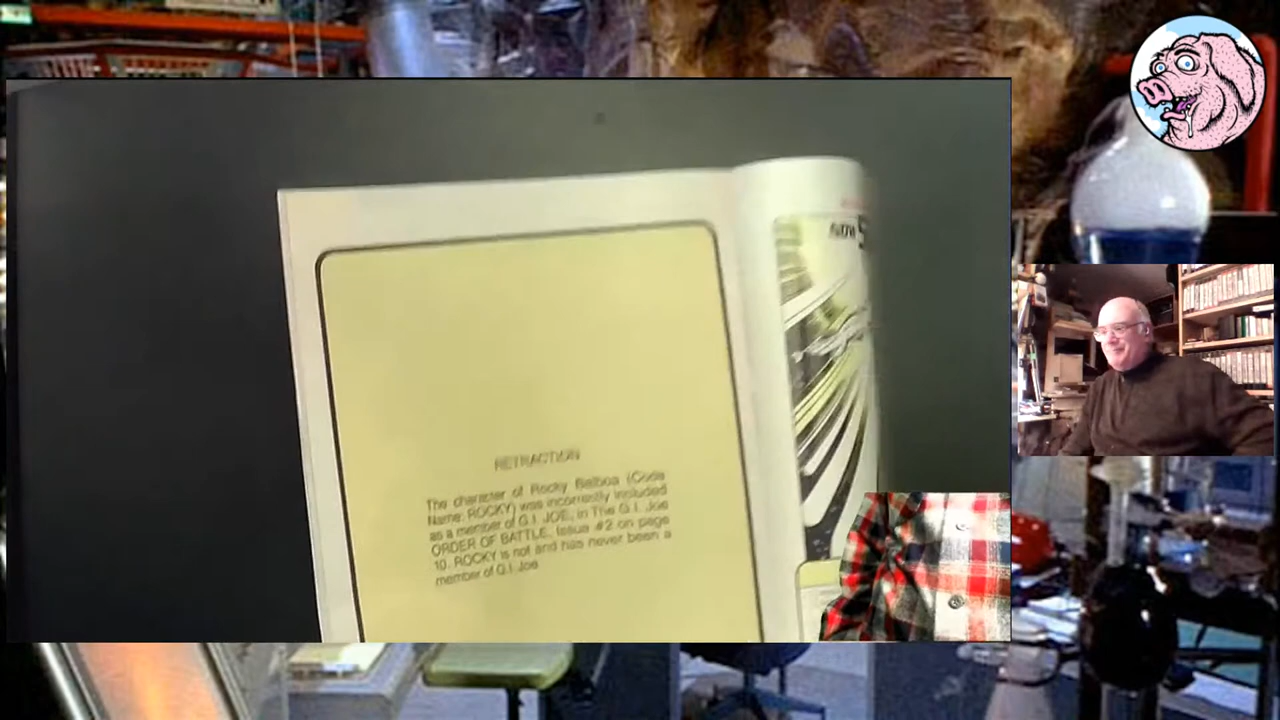 RETRACTION
The character of Rocky Balboa (Code
Name: ROCKY) was incorrectly included
as a member of G.I. JOE, in The G.I. Joe
ORDER OF BATTLE, Issue #2 on page
10. ROCKY is not and has never been a
member of G.I. Joe
NOW